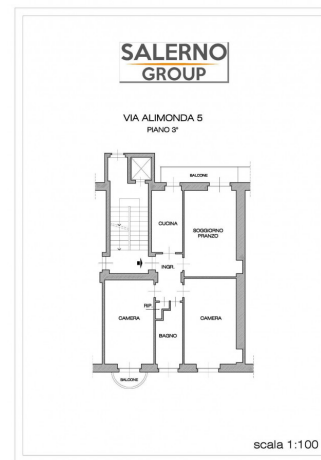 SALERNO
GROUP
VIA ALIMONDA 5
PIANO 3°
BALCONE
CUCINA
SOGGIORNO
PRANZO
INGR.
RIP.
CAMERA
CAMERA
BAGNO
BALCONE
scala 1:100